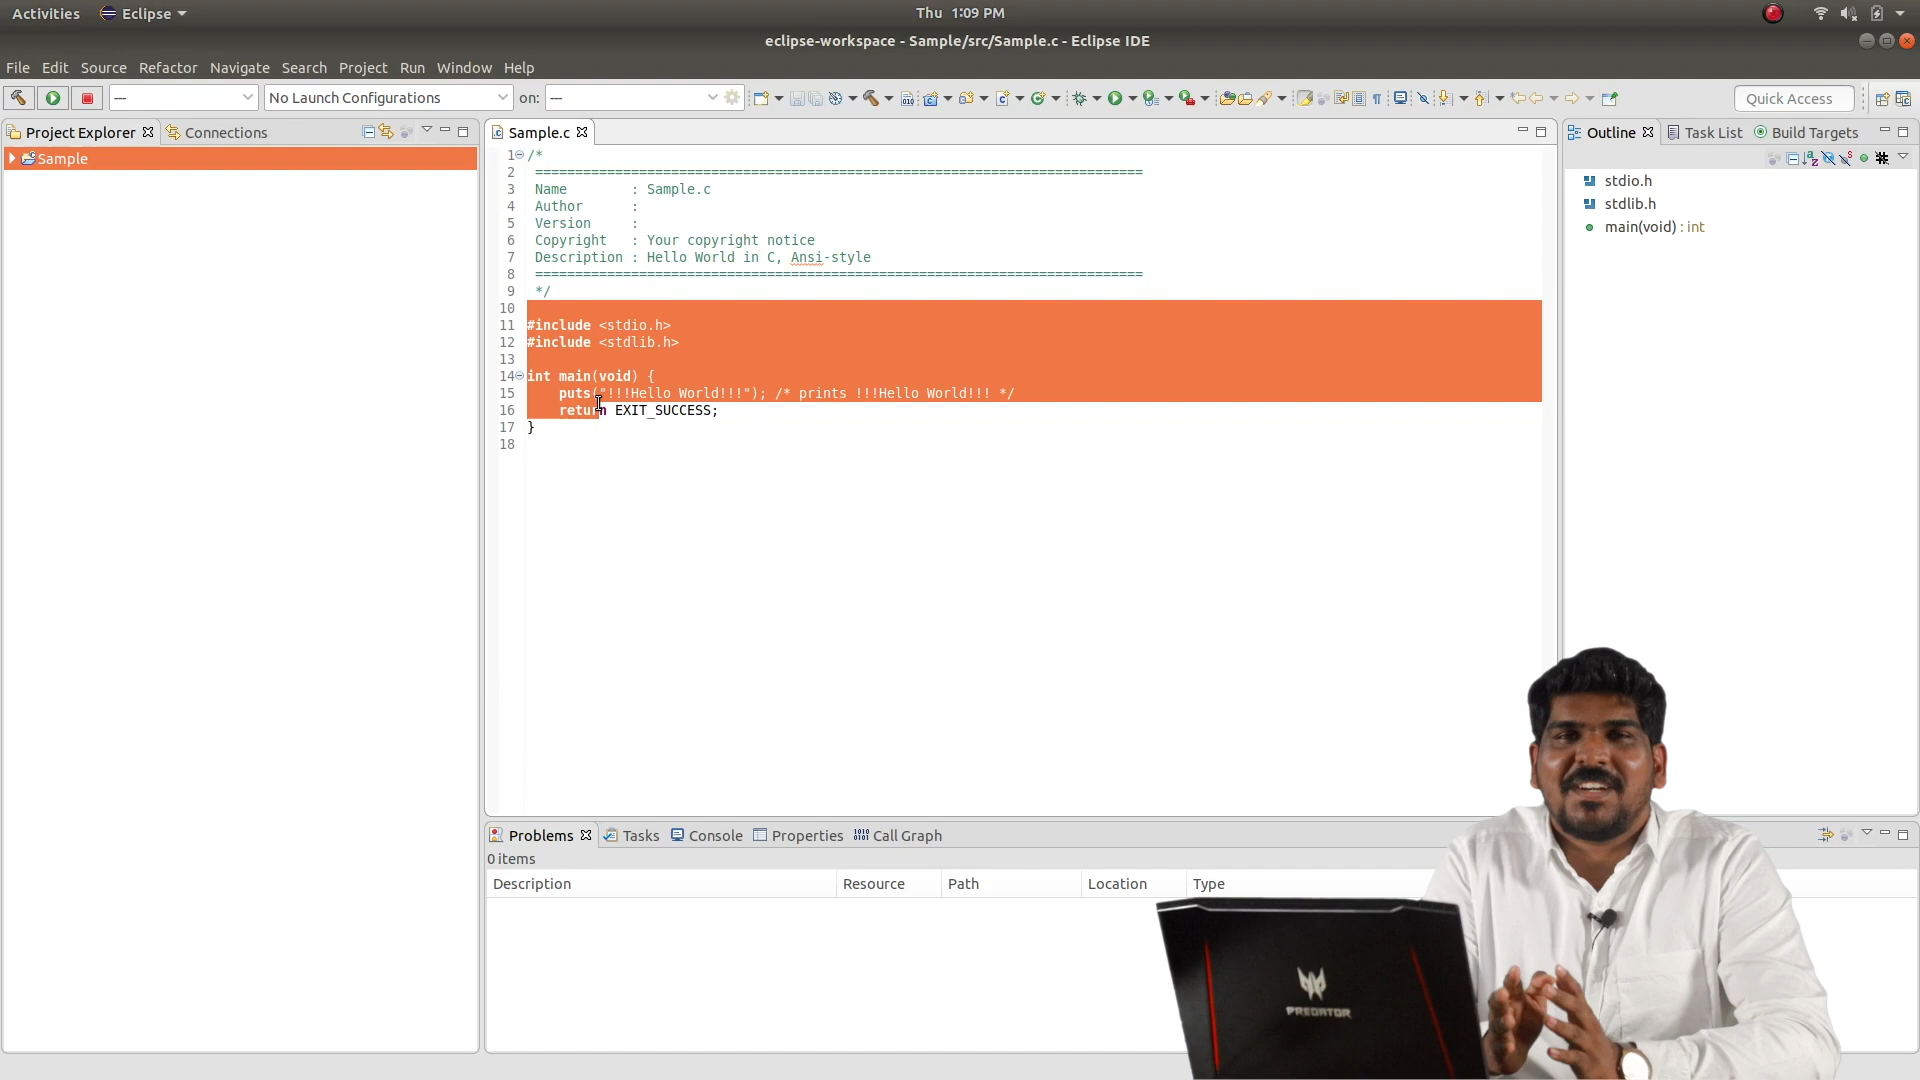 Activities Eclipse Thu 1:09 PM
eclipse-workspace - Sample/src/Sample.c - Eclipse IDE
File Edit Source Refactor Navigate Search Project Run Window Help
--- No Launch Configurations on: --- Quick Access
Project Explorer Connections
Sample
Sample.c
1 /*
2 ============================================================================
3 Name : Sample.c
4 Author :
5 Version :
6 Copyright : Your copyright notice
7 Description : Hello World in C, Ansi-style
8 ============================================================================
9 */
10
11 #include <stdio.h>
12 #include <stdlib.h>
13
14 int main(void) {
15 puts("!!!Hello World!!!"); /* prints !!!Hello World!!! */
16 return EXIT_SUCCESS;
17 }
18
Outline Task List Build Targets
stdio.h
stdlib.h
main(void) : int
Problems Tasks Console Properties Call Graph
0 items
Description Resource Path Location Type
PREDATOR